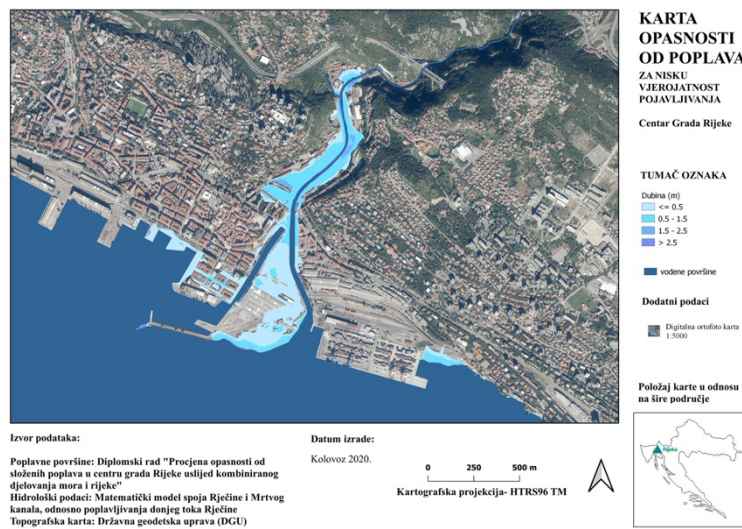 KARTA
OPASNOSTI
OD POPLAVA
ZA NISKU
VJEROJATNOST
POJAVLJIVANJA
Centar Grada Rijeke
TUMAČ OZNAKA
Dubina (m)
<= 0.5
0.5 - 1.5
1.5 - 2.5
> 2.5
vodene površine
Dodatni podaci
Digitalna ortofoto karta
1:5000
Položaj karte u odnosu
na šire područje
Rijeka
Izvor podataka:
Poplavne površine: Diplomski rad "Procjena opasnosti od
složenih poplava u centru grada Rijeke uslijed kombiniranog
djelovanja mora i rijeke"
Hidrološki podaci: Matematički model spoja Rječine i Mrtvog
kanala, odnosno poplavljivanja donjeg toka Rječine
Topografska karta: Državna geodetska uprava (DGU)
Datum izrade:
Kolovoz 2020.
0 250 500 m
Kartografska projekcija- HTRS96 TM